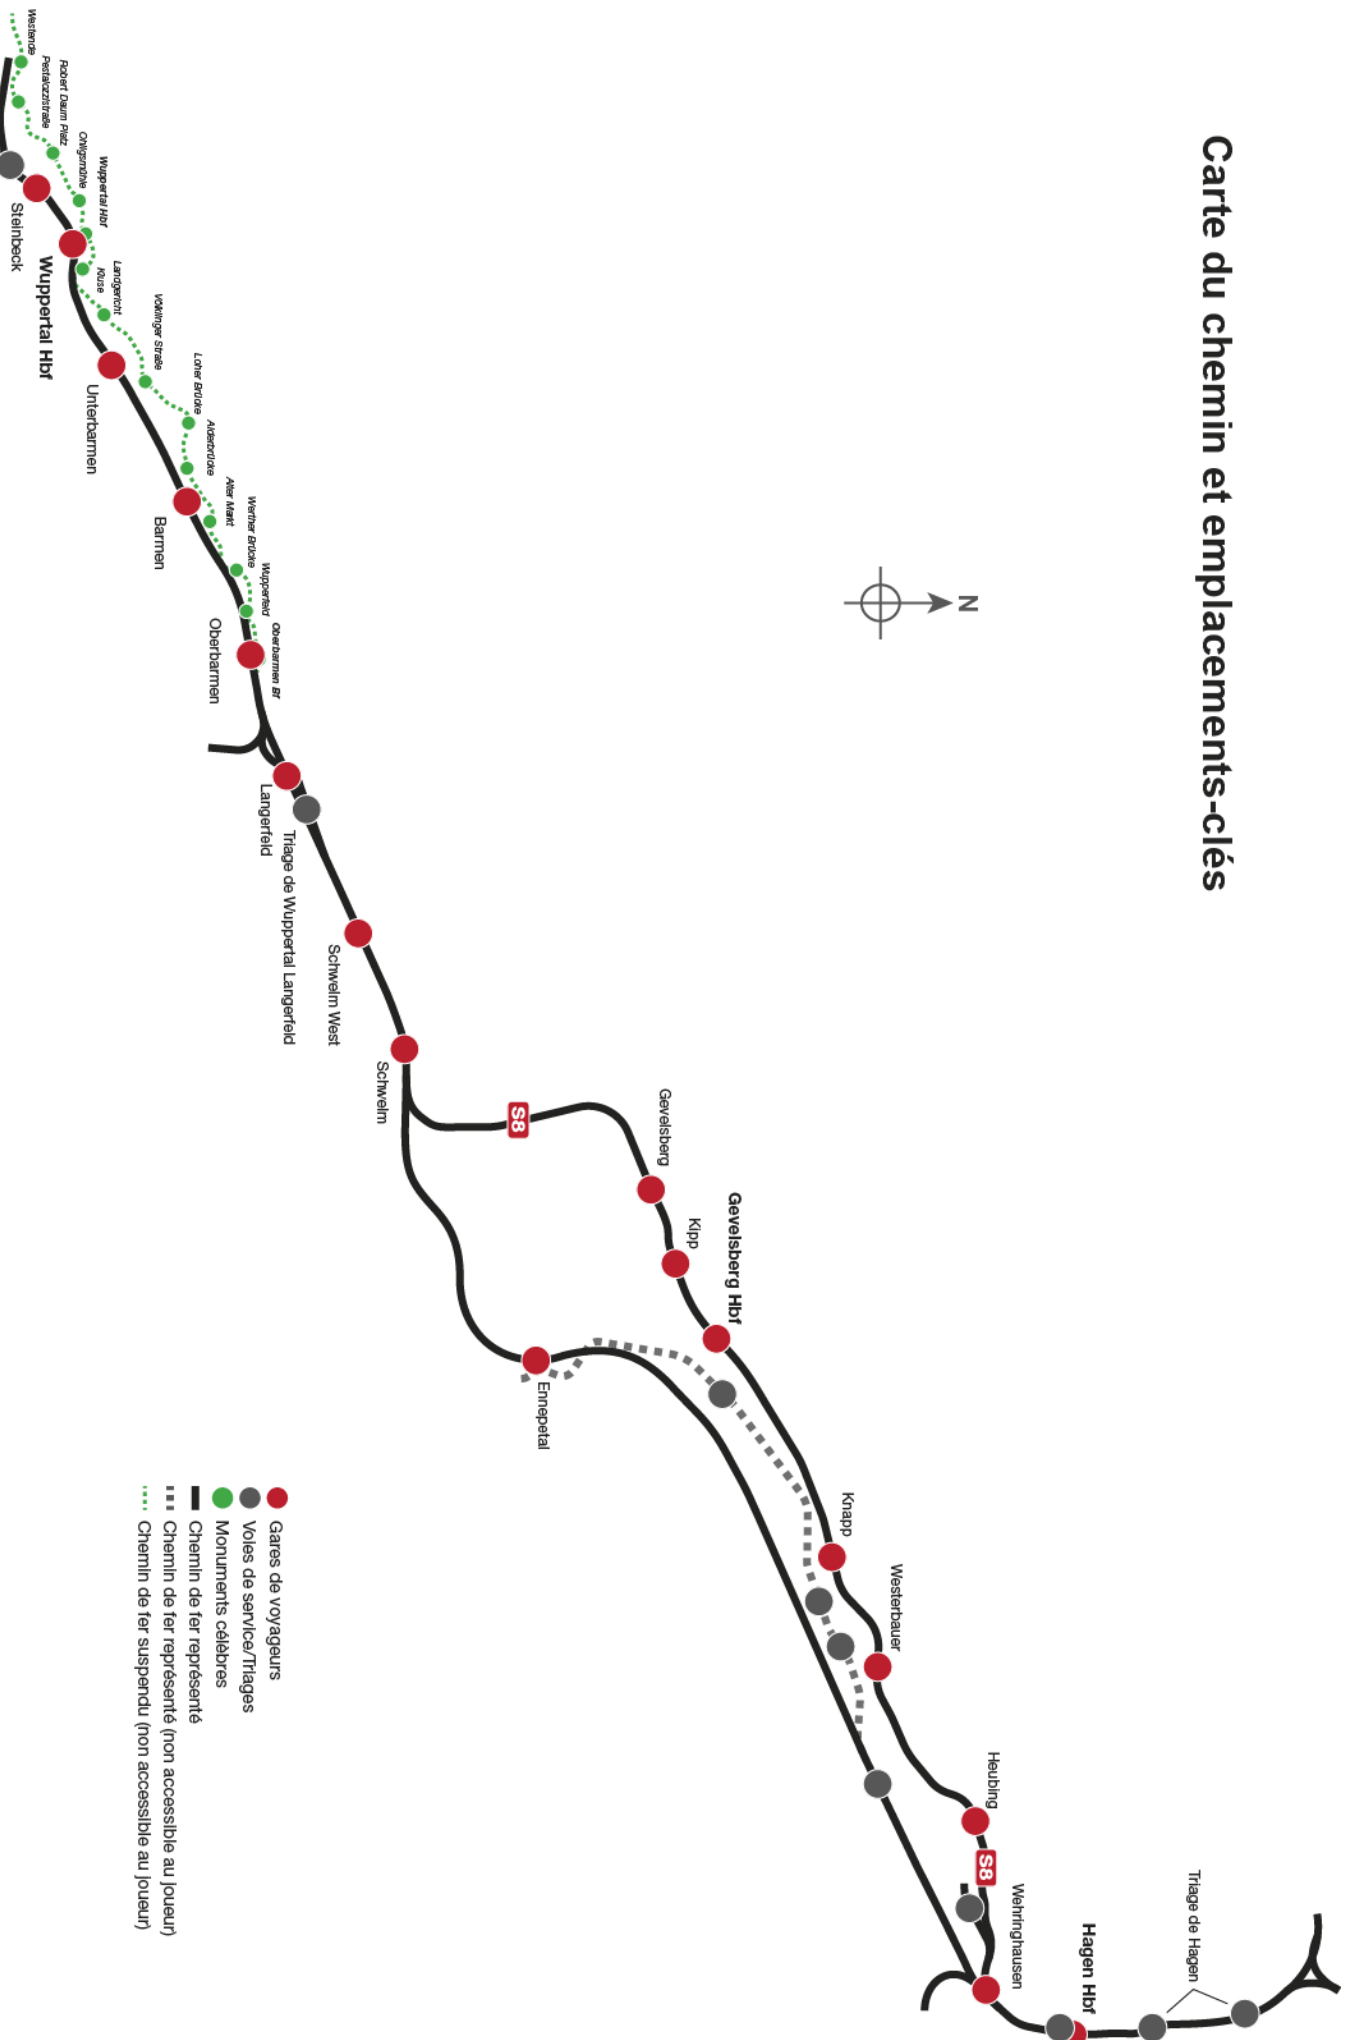 Carte du chemin et emplacements-clés
N
Westende
Pestalozzistraße
Robert Daum Platz
Ohligsmühle
Wuppertal Hbf
Kluse
Landgericht
Völklinger Straße
Loher Brücke
Alderbrücke
Alter Markt
Werther Brücke
Wupperfeld
Oberbarmen Bf
Steinbeck
Wuppertal Hbf
Unterbarmen
Barmen
Oberbarmen
Langerfeld
Triage de Wuppertal Langerfeld
Schwelm West
Schwelm
S8
Gevelsberg
Kipp
Gevelsberg Hbf
Ennepetal
Knapp
Westerbauer
Heubing
S8
Wehringhausen
Hagen Hbf
Triage de Hagen
Gares de voyageurs
Voies de service/Triages
Monuments célèbres
Chemin de fer représenté
Chemin de fer représenté (non accessible au joueur)
Chemin de fer suspendu (non accessible au joueur)